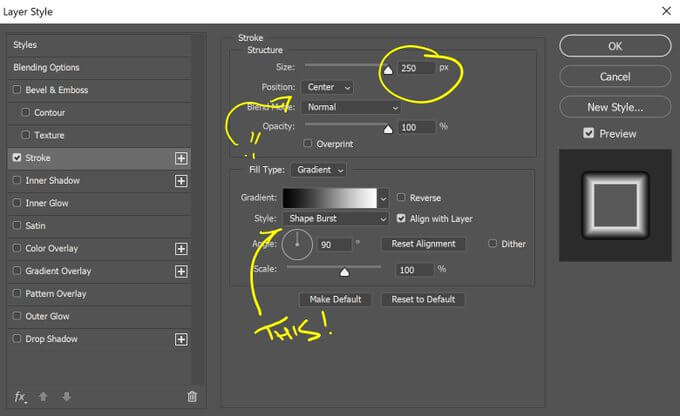 Layer Style
Styles
Blending Options
Bevel & Emboss
Contour
Texture
Stroke
Inner Shadow
Inner Glow
Satin
Color Overlay
Gradient Overlay
Pattern Overlay
Outer Glow
Drop Shadow
fx
Stroke
Structure
Size: 250 px
Position: Center
Blend Mode: Normal
Opacity: 100 %
Overprint
!!
Fill Type: Gradient
Gradient: Reverse
Style: Shape Burst Align with Layer
Angle: 90 ° Reset Alignment Dither
Scale: 100 %
Make Default Reset to Default
THIS!
OK
Cancel
New Style...
Preview